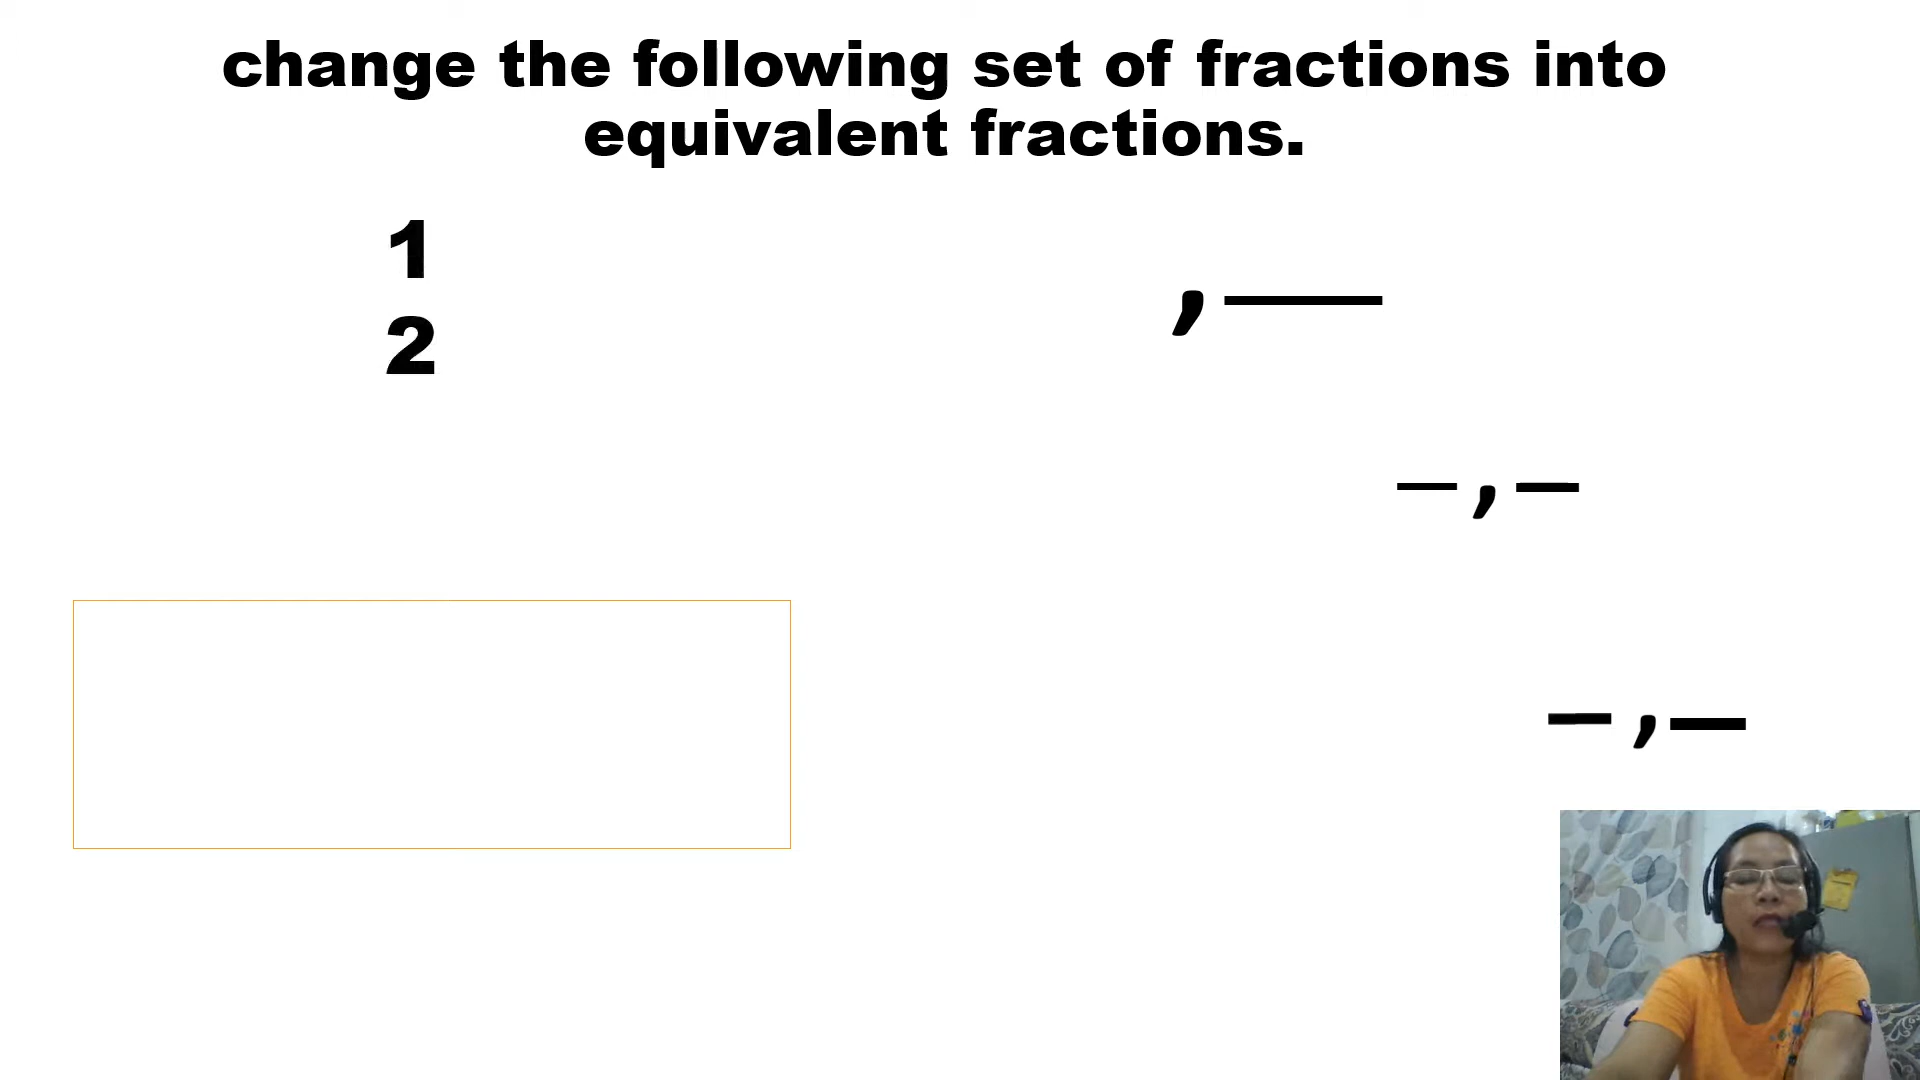 change the following set of fractions into
equivalent fractions.
1
2
,
,
,